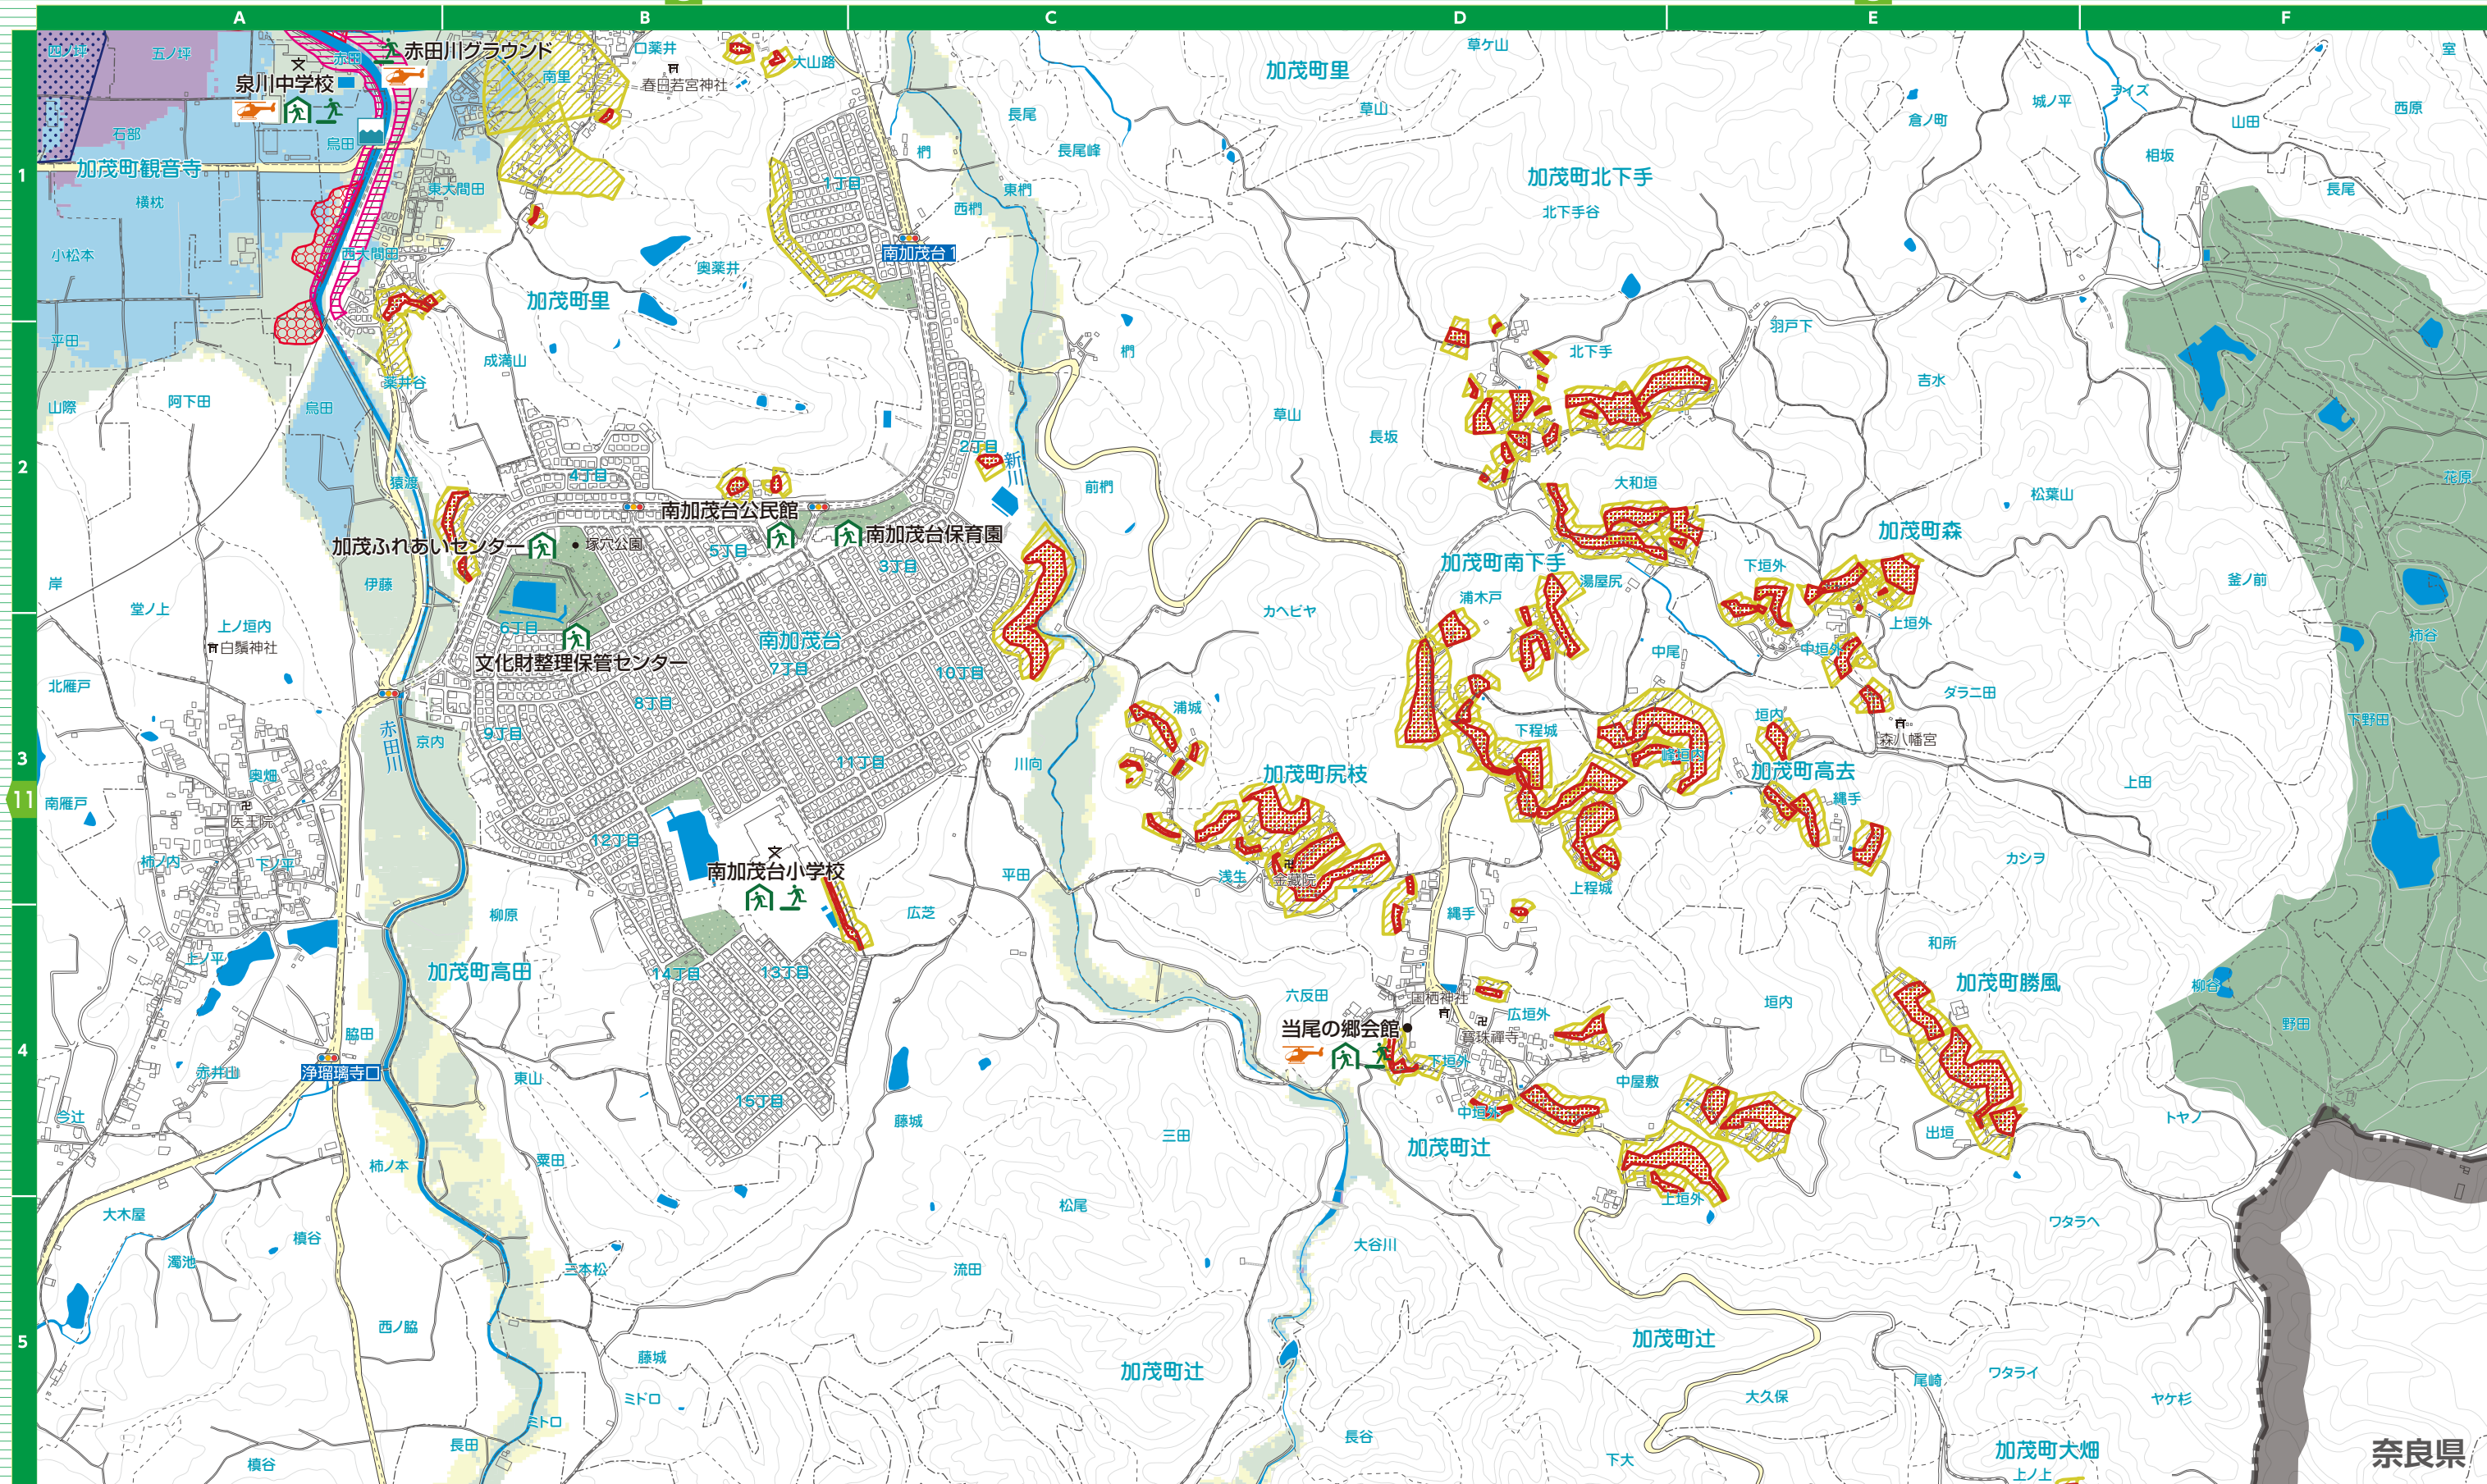 A
B
C
D
E
F
1
2
3
11
4
5
四ノ坪
五ノ坪
赤田
赤田川グラウンド
泉川中学校
石部
烏田
加茂町観音寺
横枕
小松本
平田
山際
阿下田
烏田
東大間田
西大間田
薬井谷
猿渡
南里
口薬井
春日若宮神社
大山路
加茂町里
奥薬井
成満山
1丁目
椚
西椚
東椚
長尾
長尾峰
南加茂台1
加茂町里
草ケ山
草山
加茂町北下手
北下手谷
倉ノ町
城ノ平
ライズ
山田
相坂
室
西原
長尾
椚
草山
長坂
北下手
羽戸下
吉水
大和垣
松葉山
加茂町森
花原
釜ノ前
柿谷
下野田
2丁目
新川
前椚
4丁目
南加茂台公民館
南加茂台保育園
加茂ふれあいセンター
塚穴公園
5丁目
3丁目
6丁目
文化財整理保管センター
南加茂台
7丁目
8丁目
9丁目
10丁目
11丁目
12丁目
南加茂台小学校
13丁目
14丁目
15丁目
岸
堂ノ上
伊藤
上ノ垣内
白鬚神社
北雁戸
南雁戸
赤田川
京内
奥畑
医王院
柿ノ内
下ノ平
上ノ平
脇田
赤井山
浄瑠璃寺口
今辻
柿ノ本
大木屋
濁池
槙谷
西ノ脇
槙谷
長田
ミトロ
ミドロ
藤城
三本松
粟田
東山
柳原
加茂町高田
加茂町南下手
浦木戸
湯屋尻
カヘビヤ
下垣外
上垣外
中垣外
中尾
ダラニ田
森八幡宮
垣内
加茂町高去
縄手
上田
カシヲ
浦城
下程城
峰垣内
上程城
加茂町尻枝
川向
平田
広芝
浅生
金蔵院
縄手
和所
加茂町勝風
柳谷
野田
トヤノ
出垣
垣内
六反田
国栖神社
当尾の郷会館
広垣外
寶珠禪寺
下垣外
中垣外
中屋敷
上垣外
加茂町辻
三田
藤城
松尾
流田
大谷川
加茂町辻
長谷
加茂町辻
大久保
下大
尾崎
ワタラへ
ワタライ
ヤケ杉
加茂町大畑
上ノ上
奈良県